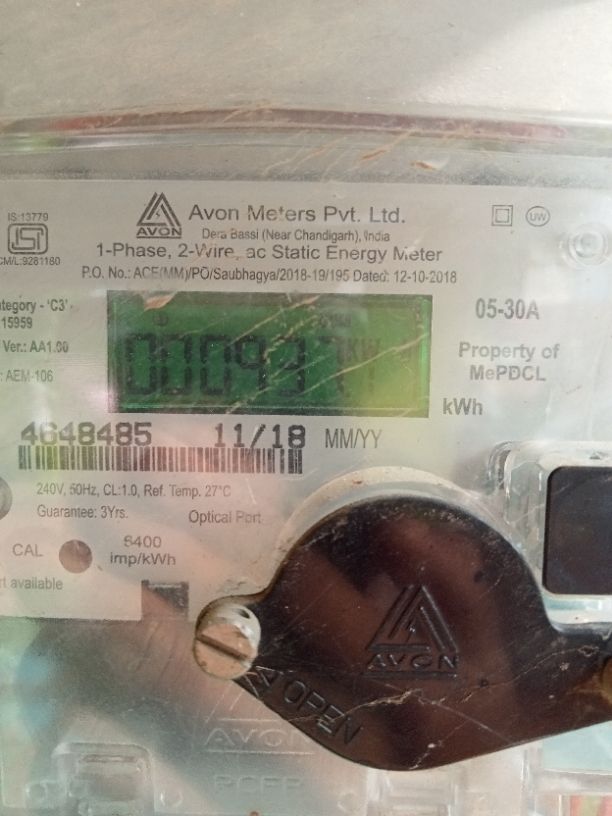 IS:13779
CM/L:9281180
AVON
Avon Meters Pvt. Ltd.
Dera Bassi (Near Chandigarh), India
1-Phase, 2-Wire, ac Static Energy Meter
P.O. No.: ACE(MM)/PO/Saubhagya/2018-19/195 Dated: 12-10-2018
UW
ategory - 'C3'
15959
Ver.: AA1.00
: AEM-106
05-30A
Property of
MePDCL
kWh
4648485 11/18 MM/YY
240V, 50Hz, CL:1.0, Ref. Temp. 27°C
Guarantee: 3Yrs. Optical Port
CAL
6400
imp/kWh
rt available
AVON
OPEN
AVON